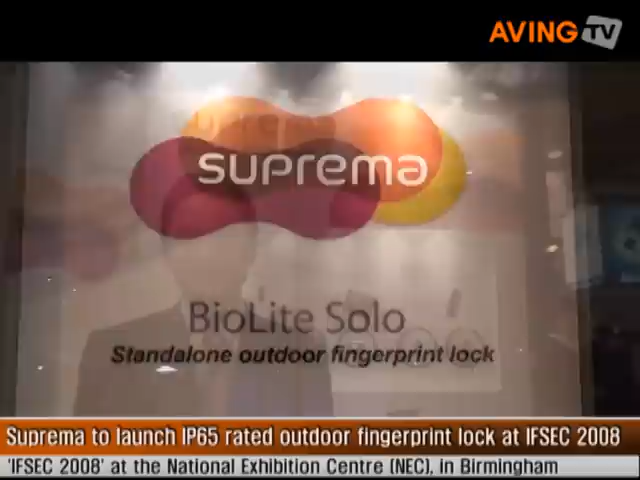 AVING TV
suprema
BioLite Solo
Standalone outdoor fingerprint lock
Suprema to launch IP65 rated outdoor fingerprint lock at IFSEC 2008
'IFSEC 2008' at the National Exhibition Centre (NEC), in Birmingham